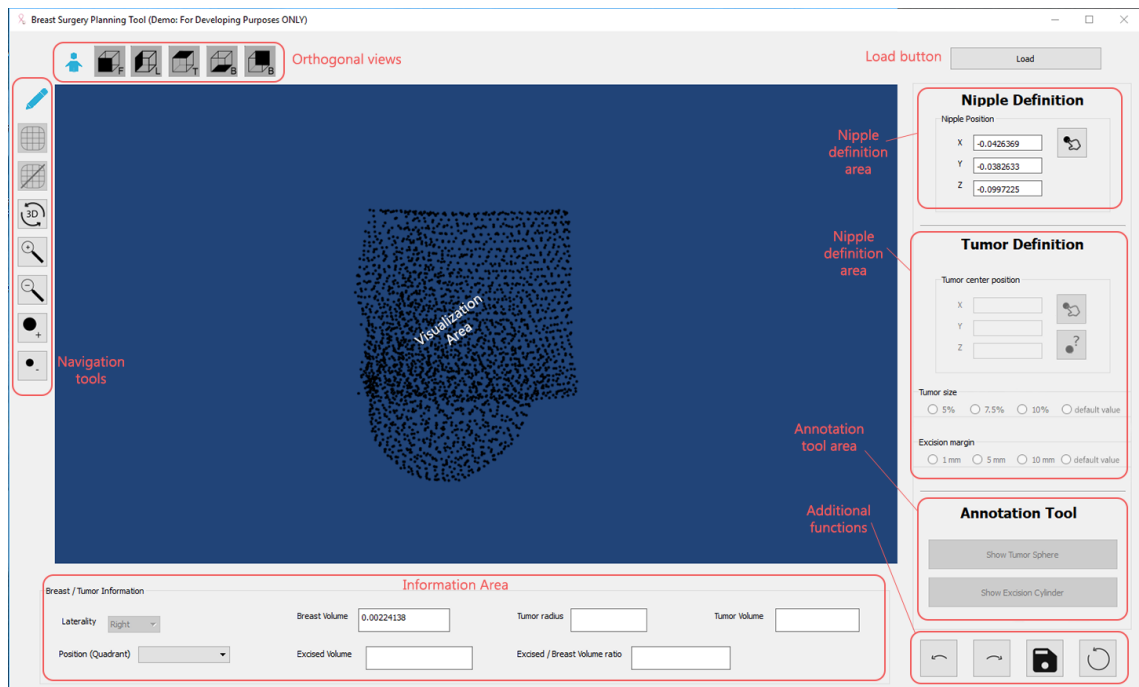 Breast Surgery Planning Tool (Demo: For Developing Purposes ONLY)
F
L
T
B
B
Orthogonal views
Load button
Load
3D
+
-
Navigation
tools
Visualization
Area
Nipple
definition
area
Nipple Definition
Nipple Position
X
-0.0426369
Y
-0.0382633
Z
-0.0997225
Nipple
definition
area
Tumor Definition
Tumor center position
X
Y
Z
?
Tumor size
5% 7.5% 10% default value
Excision margin
1 mm 5 mm 10 mm default value
Annotation
tool area
Annotation Tool
Show Tumor Sphere
Show Excision Cylinder
Additional
functions
Information Area
Breast / Tumor Information
Laterality Right Breast Volume 0.00224138 Tumor radius Tumor Volume
Position (Quadrant) Excised Volume Excised / Breast Volume ratio